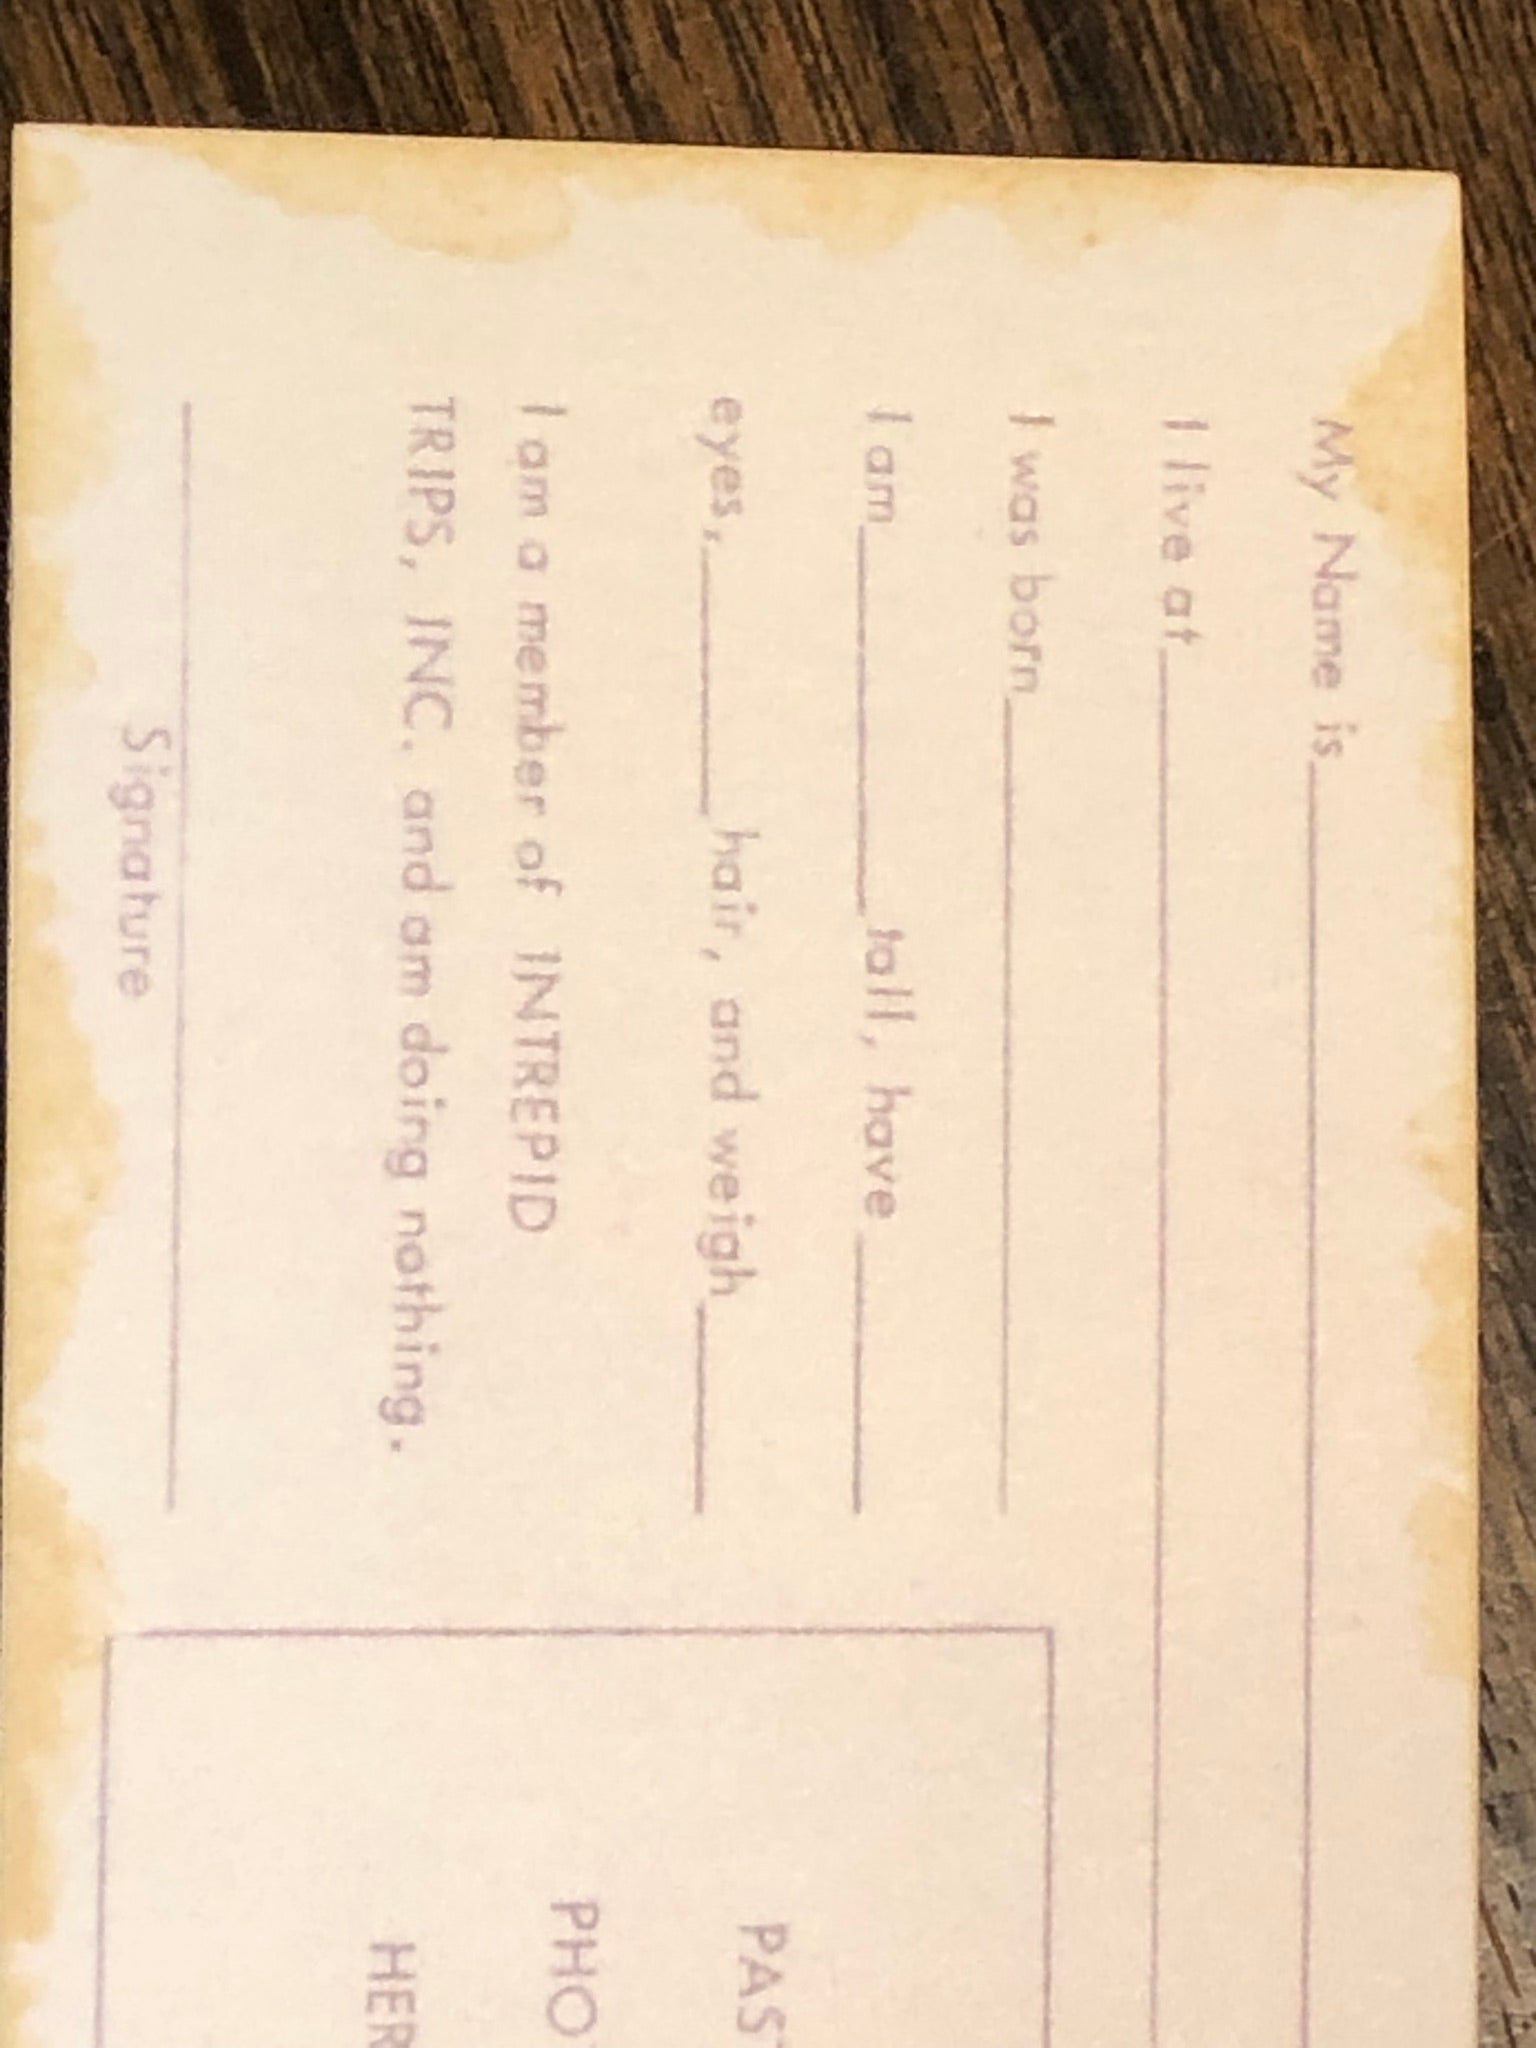 My Name is
I live at
I was born
I am tall, have
eyes, hair, and weigh
I am a member of INTREPID
TRIPS, INC. and am doing nothing.
Signature
PAS
PHO
HER